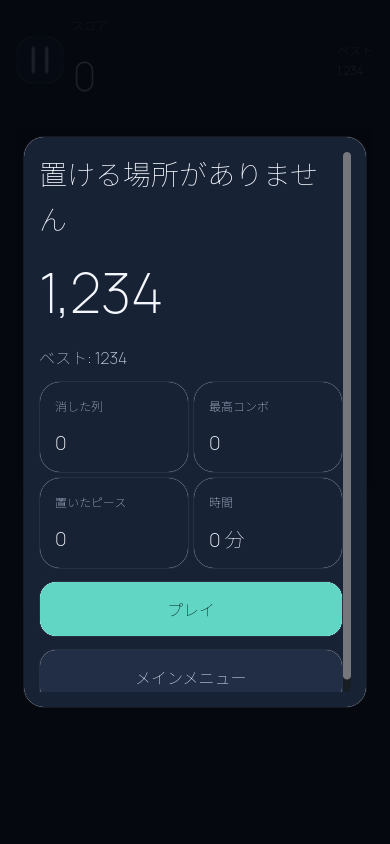 スコア
0
ベスト
1234
置ける場所がありませ
ん
1,234
ベスト: 1234
消した列
0
最高コンボ
0
置いたピース
0
時間
0 分
プレイ
メインメニュー